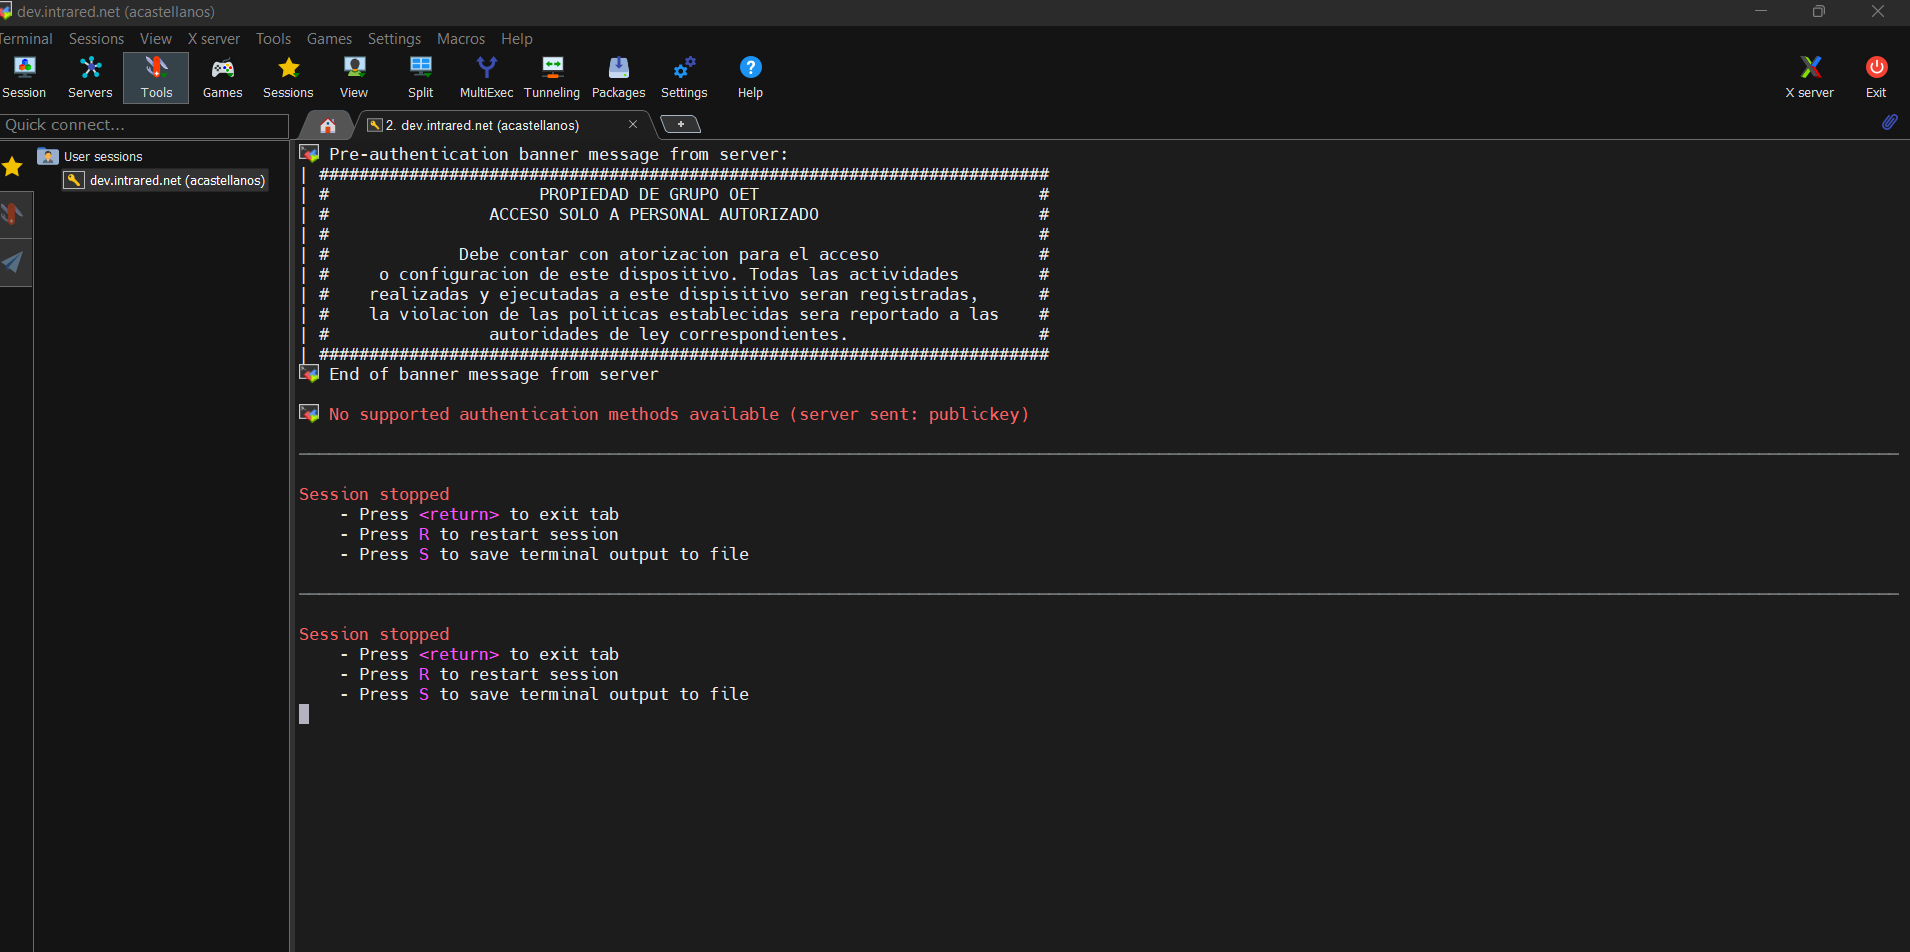 dev.intrared.net (acastellanos)
Terminal Sessions View X server Tools Games Settings Macros Help
Session Servers Tools Games Sessions View Split MultiExec Tunneling Packages Settings Help X server Exit
Quick connect...
2. dev.intrared.net (acastellanos)
User sessions
dev.intrared.net (acastellanos)
Pre-authentication banner message from server:
| #########################################################################
| # PROPIEDAD DE GRUPO OET #
| # ACCESO SOLO A PERSONAL AUTORIZADO #
| # #
| # Debe contar con atorizacion para el acceso #
| # o configuracion de este dispositivo. Todas las actividades #
| # realizadas y ejecutadas a este dispisitivo seran registradas, #
| # la violacion de las politicas establecidas sera reportado a las #
| # autoridades de ley correspondientes. #
| #########################################################################
End of banner message from server
No supported authentication methods available (server sent: publickey)
Session stopped
- Press <return> to exit tab
- Press R to restart session
- Press S to save terminal output to file
Session stopped
- Press <return> to exit tab
- Press R to restart session
- Press S to save terminal output to file